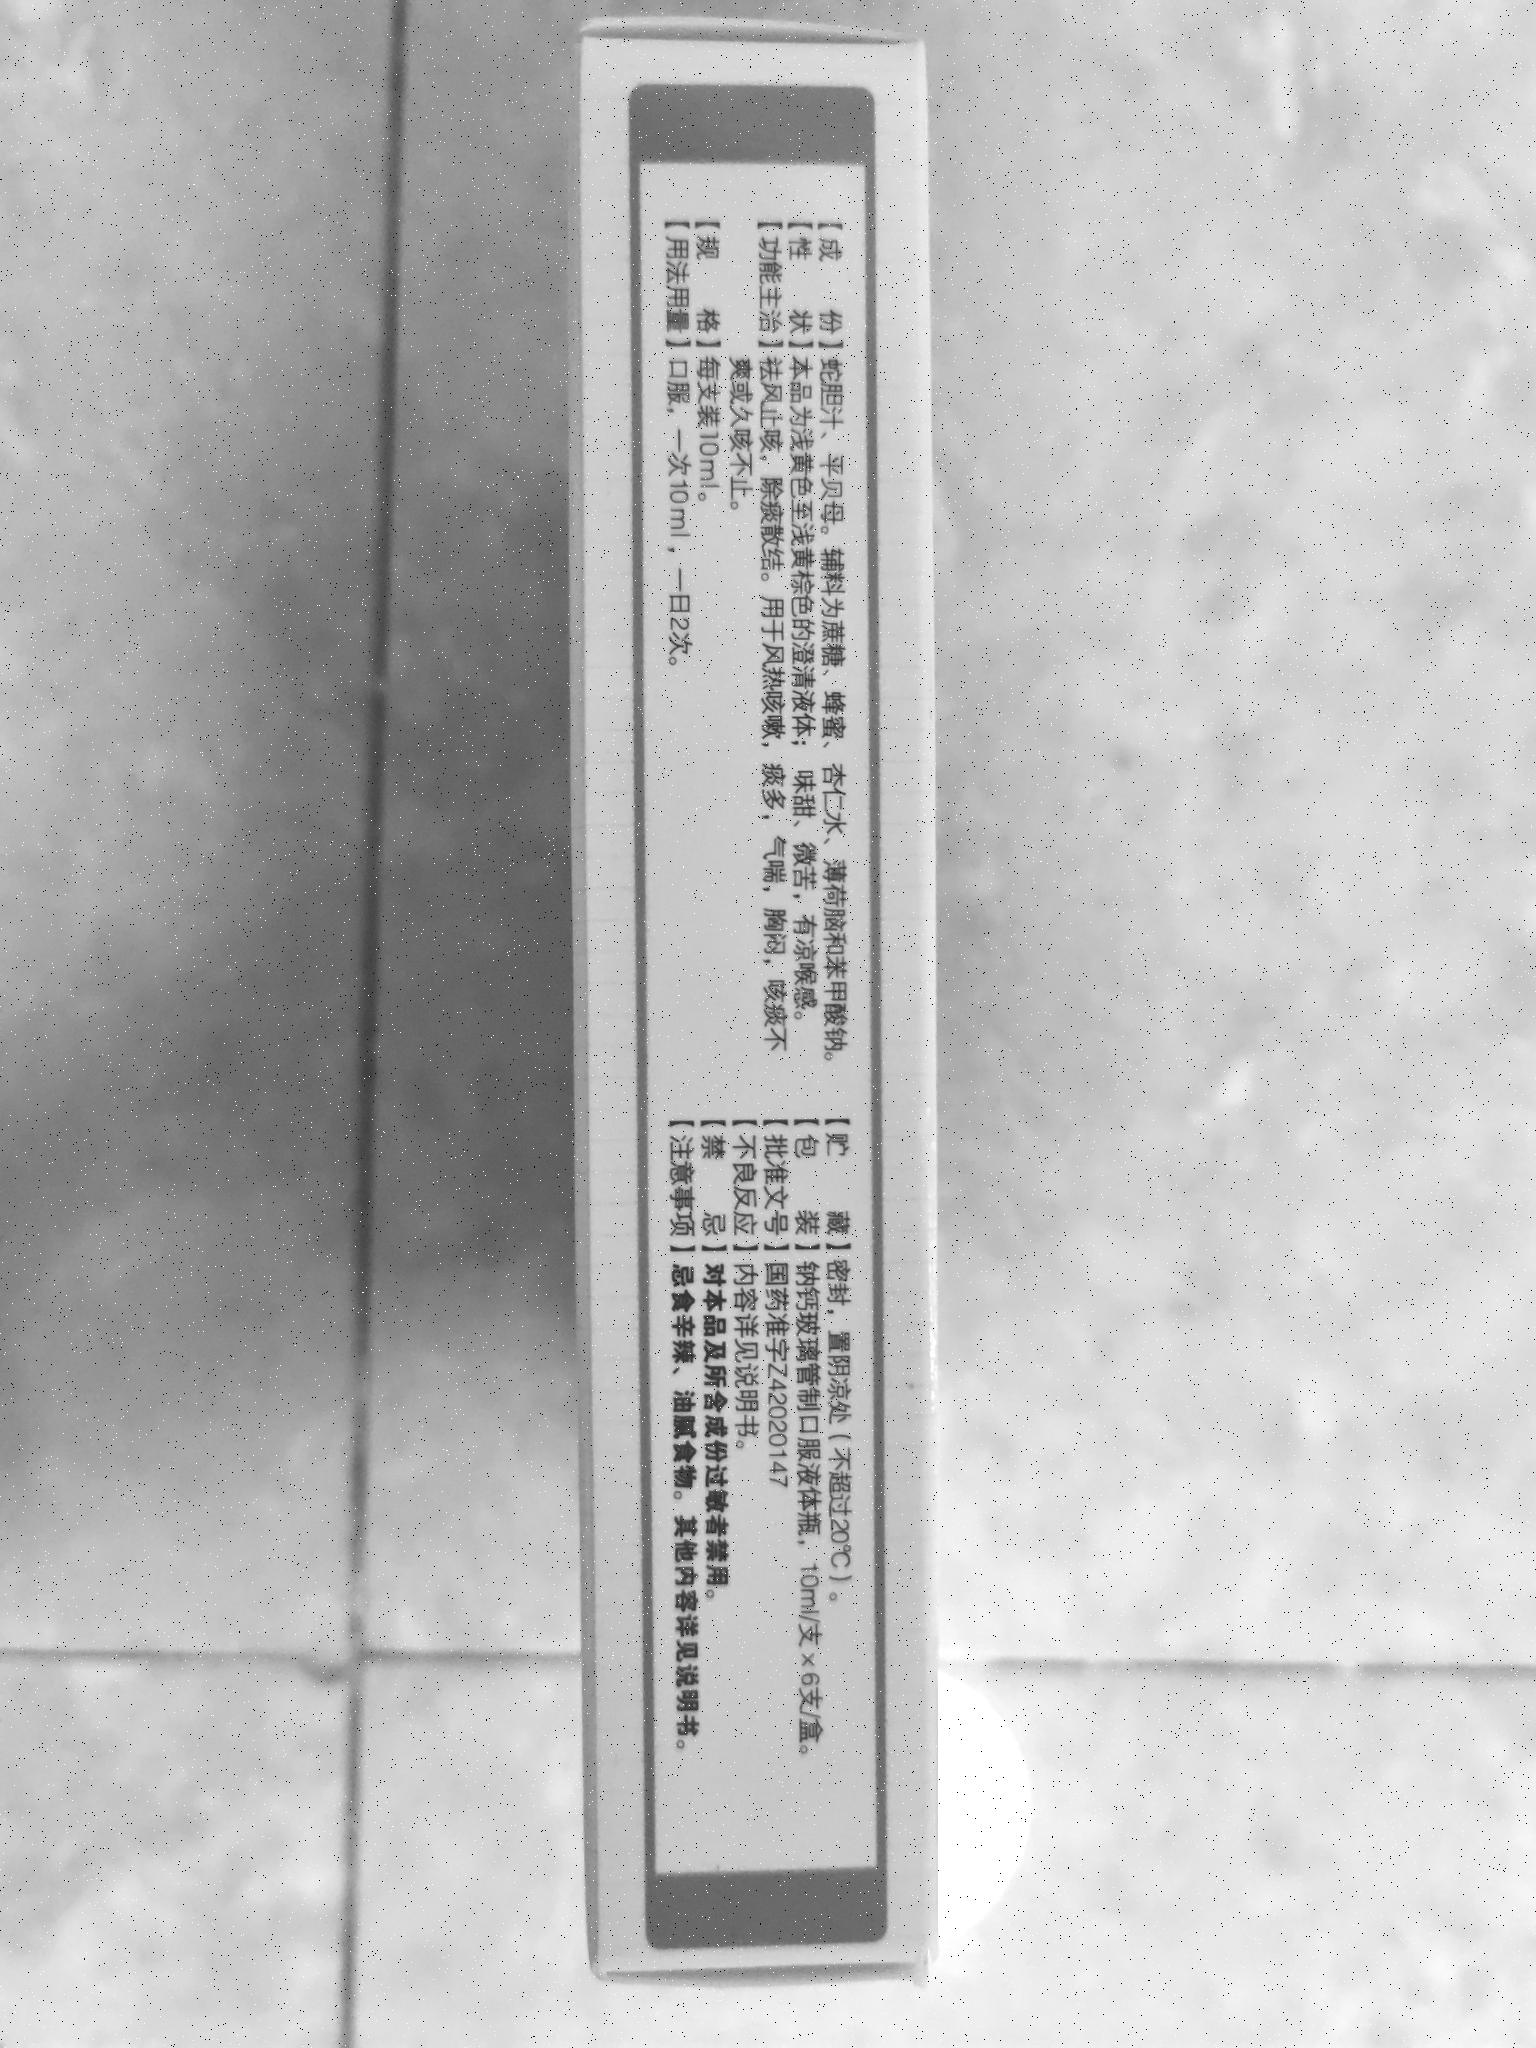 【成 份】蛇胆汁、平贝母。辅料为蔗糖、蜂蜜、杏仁水、薄荷脑和苯甲酸钠。
【性 状】本品为浅黄色至浅黄棕色的澄清液体；味甜、微苦，有凉喉感。
【功能主治】祛风止咳，除痰散结。用于风热咳嗽，痰多，气喘，胸闷，咳痰不
爽或久咳不止。
【规 格】每支装10ml。
【用法用量】口服，一次10ml，一日2次。
【贮 藏】密封，置阴凉处（不超过20℃）。
【包 装】钠钙玻璃管制口服液体瓶，10ml/支×6支/盒。
【批准文号】国药准字Z42020147
【不良反应】内容详见说明书。
【禁 忌】对本品及所含成份过敏者禁用。
【注意事项】忌食辛辣、油腻食物。其他内容详见说明书。